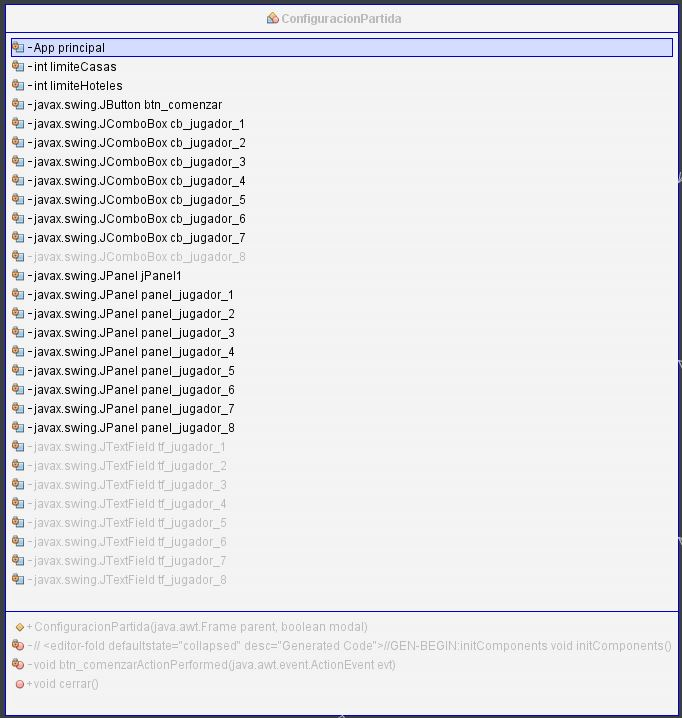 ConfiguracionPartida
-App principal
-int limiteCasas
-int limiteHoteles
-javax.swing.JButton btn_comenzar
-javax.swing.JComboBox cb_jugador_1
-javax.swing.JComboBox cb_jugador_2
-javax.swing.JComboBox cb_jugador_3
-javax.swing.JComboBox cb_jugador_4
-javax.swing.JComboBox cb_jugador_5
-javax.swing.JComboBox cb_jugador_6
-javax.swing.JComboBox cb_jugador_7
-javax.swing.JComboBox cb_jugador_8
-javax.swing.JPanel jPanel1
-javax.swing.JPanel panel_jugador_1
-javax.swing.JPanel panel_jugador_2
-javax.swing.JPanel panel_jugador_3
-javax.swing.JPanel panel_jugador_4
-javax.swing.JPanel panel_jugador_5
-javax.swing.JPanel panel_jugador_6
-javax.swing.JPanel panel_jugador_7
-javax.swing.JPanel panel_jugador_8
-javax.swing.JTextField tf_jugador_1
-javax.swing.JTextField tf_jugador_2
-javax.swing.JTextField tf_jugador_3
-javax.swing.JTextField tf_jugador_4
-javax.swing.JTextField tf_jugador_5
-javax.swing.JTextField tf_jugador_6
-javax.swing.JTextField tf_jugador_7
-javax.swing.JTextField tf_jugador_8
+ConfiguracionPartida(java.awt.Frame parent, boolean modal)
-// <editor-fold defaultstate="collapsed" desc="Generated Code">//GEN-BEGIN:initComponents void initComponents()
-void btn_comenzarActionPerformed(java.awt.event.ActionEvent evt)
+void cerrar()